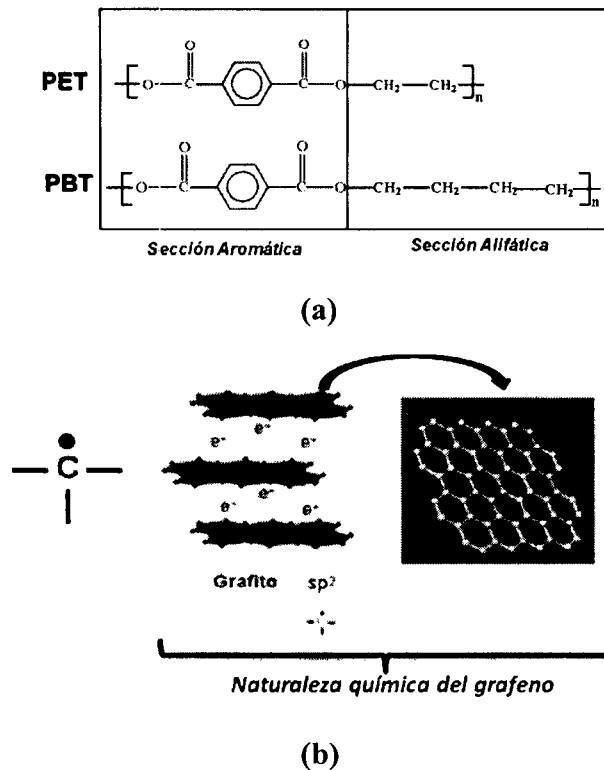 PET
O
O
[O—C—C—O—CH₂—CH₂]n
PBT
O
O
[O—C—C—O—CH₂—CH₂—CH₂—CH₂]n
Sección Aromática
Sección Alifática
(a)
C
e⁻ e⁻ e⁻
e⁻ e⁻ e⁻
Grafito sp²
Naturaleza química del grafeno
(b)